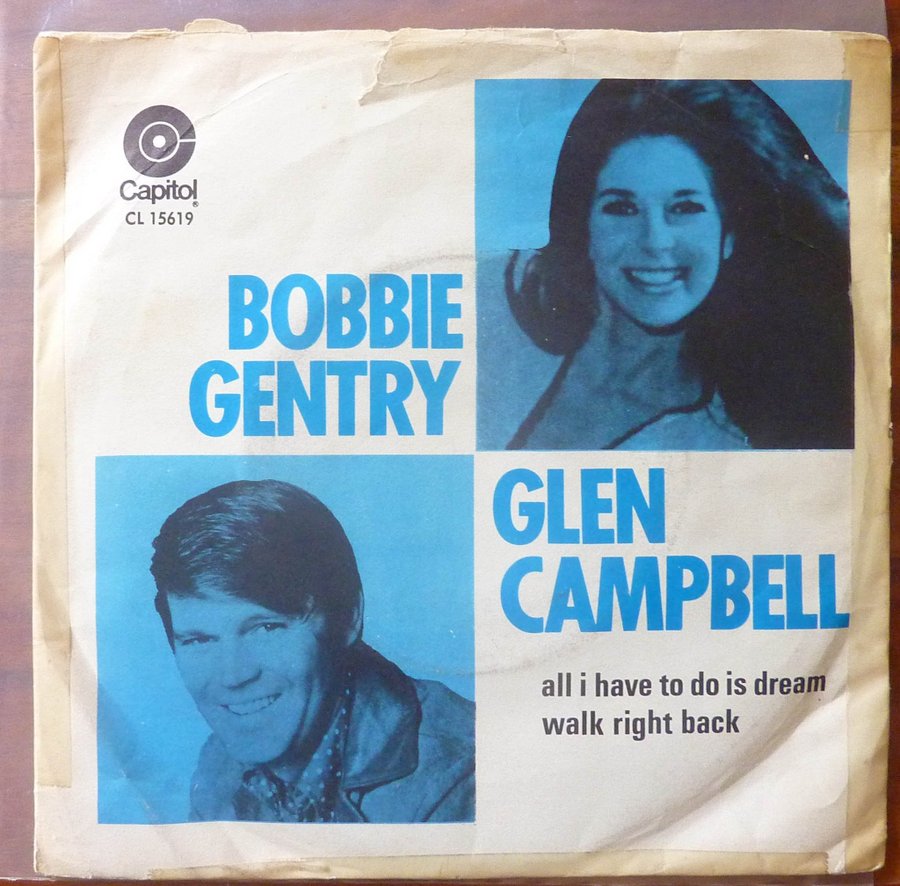 Capitol®
CL 15619
BOBBIE
GENTRY
GLEN
CAMPBELL
all i have to do is dream
walk right back